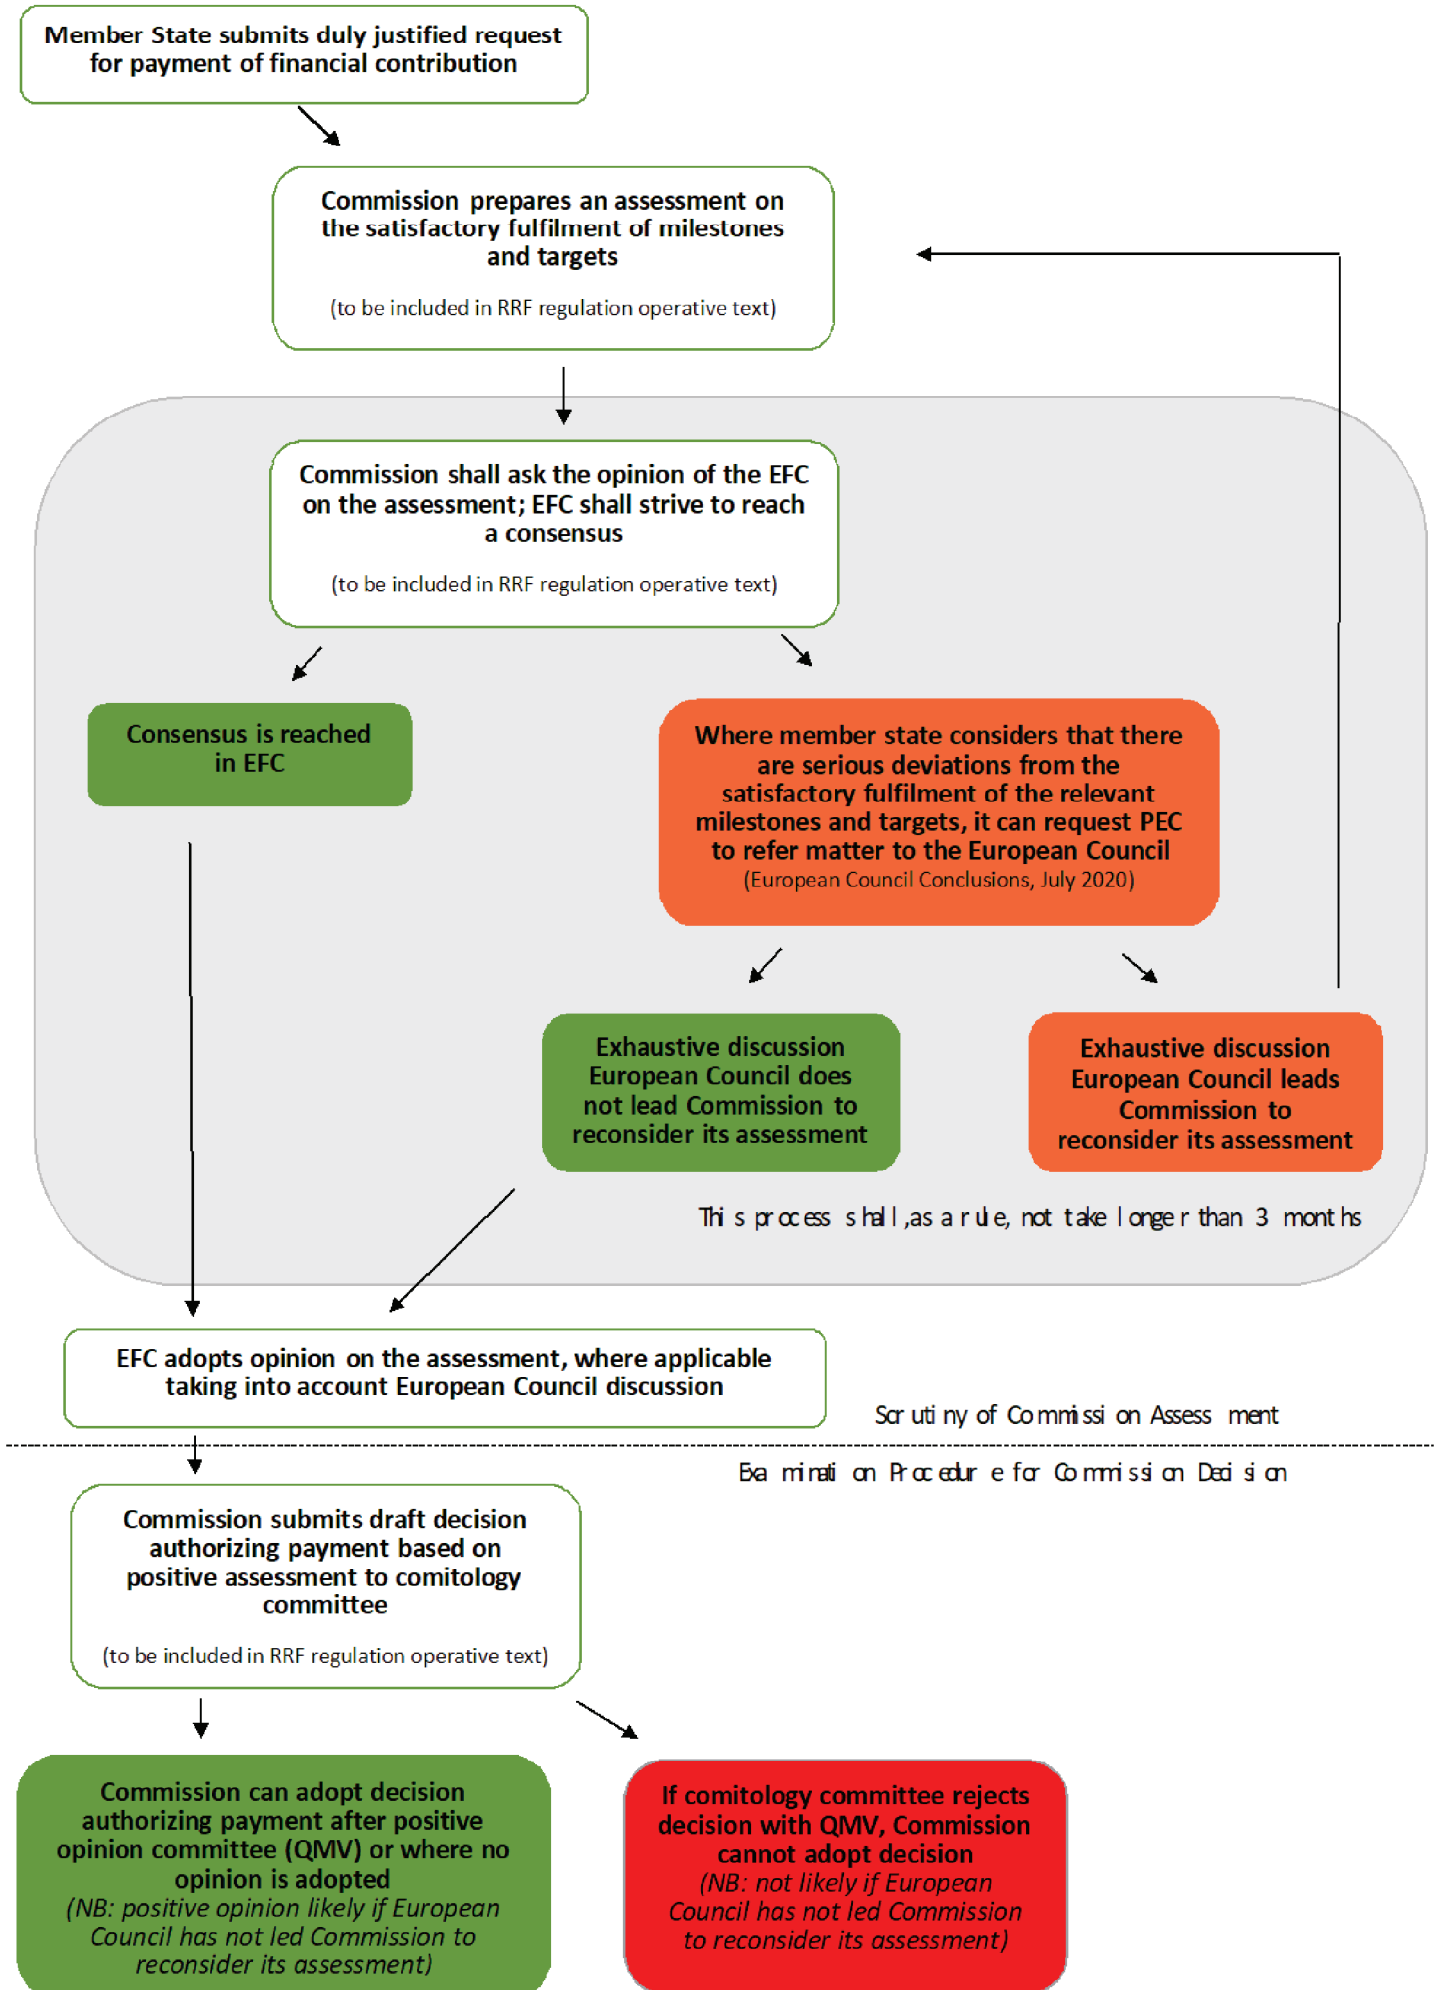 Member State submits duly justified request
for payment of financial contribution
Commission prepares an assessment on
the satisfactory fulfilment of milestones
and targets
(to be included in RRF regulation operative text)
Commission shall ask the opinion of the EFC
on the assessment; EFC shall strive to reach
a consensus
(to be included in RRF regulation operative text)
Consensus is reached
in EFC
Where member state considers that there
are serious deviations from the
satisfactory fulfilment of the relevant
milestones and targets, it can request PEC
to refer matter to the European Council
(European Council Conclusions, July 2020)
Exhaustive discussion
European Council does
not lead Commission to
reconsider its assessment
Exhaustive discussion
European Council leads
Commission to
reconsider its assessment
This process shall, as a rule, not take longer than 3 months
EFC adopts opinion on the assessment, where applicable
taking into account European Council discussion
Scrutiny of Commission Assessment
Examination Procedure for Commission Decision
Commission submits draft decision
authorizing payment based on
positive assessment to comitology
committee
(to be included in RRF regulation operative text)
Commission can adopt decision
authorizing payment after positive
opinion committee (QMV) or where no
opinion is adopted
(NB: positive opinion likely if European
Council has not led Commission to
reconsider its assessment)
If comitology committee rejects
decision with QMV, Commission
cannot adopt decision
(NB: not likely if European
Council has not led Commission
to reconsider its assessment)